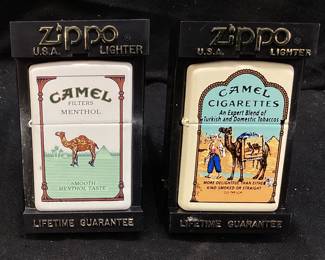 zippo
U.S.A. LIGHTER
CAMEL
FILTERS
MENTHOL
SMOOTH
MENTHOL TASTE
LIFETIME GUARANTEE
zippo
U.S.A. LIGHTER
CAMEL
CIGARETTES
An Expert Blend of
Turkish and Domestic Tobaccos
MORE DELIGHTFUL THAN EITHER
KIND SMOKED OR STRAIGHT
LIFETIME GUARANTEE